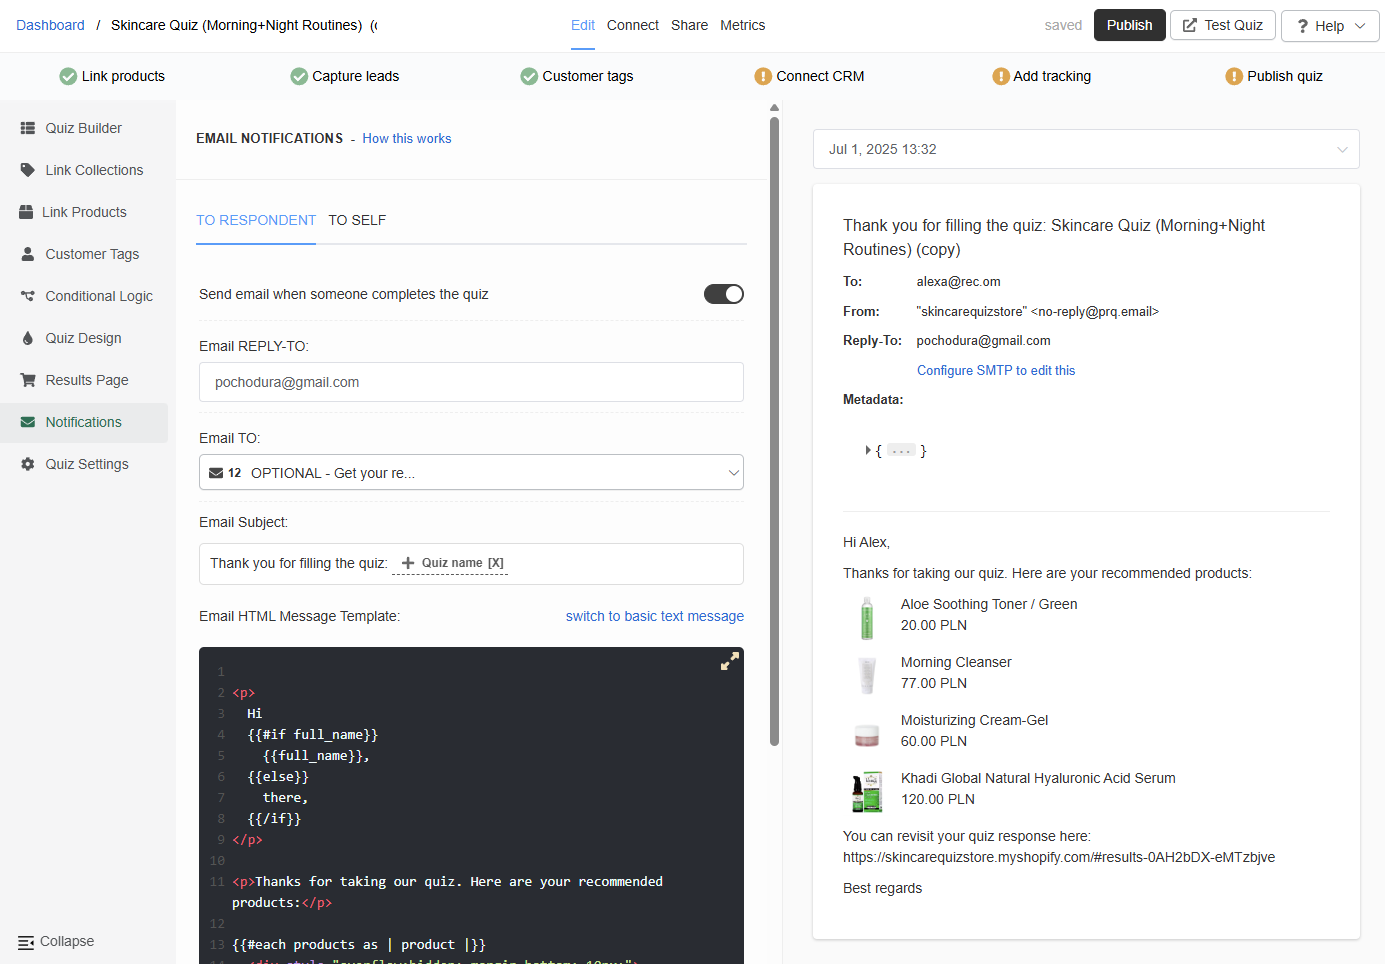 Dashboard / Skincare Quiz (Morning+Night Routines) (c
Edit Connect Share Metrics
saved Publish Test Quiz ? Help
Link products Capture leads Customer tags Connect CRM Add tracking Publish quiz
Quiz Builder
Link Collections
Link Products
Customer Tags
Conditional Logic
Quiz Design
Results Page
Notifications
Quiz Settings
Collapse
EMAIL NOTIFICATIONS - How this works
TO RESPONDENT TO SELF
Send email when someone completes the quiz
Email REPLY-TO:
pochodura@gmail.com
Email TO:
12 OPTIONAL - Get your re...
Email Subject:
Thank you for filling the quiz: + Quiz name [X]
Email HTML Message Template: switch to basic text message
1
2 <p>
3 Hi
4 {{#if full_name}}
5 {{full_name}},
6 {{else}}
7 there,
8 {{/if}}
9 </p>
10
11 <p>Thanks for taking our quiz. Here are your recommended
products:</p>
12
13 {{#each products as | product |}}
Jul 1, 2025 13:32
Thank you for filling the quiz: Skincare Quiz (Morning+Night
Routines) (copy)
To: alexa@rec.om
From: "skincarequizstore" <no-reply@prq.email>
Reply-To: pochodura@gmail.com
Configure SMTP to edit this
Metadata:
{ ... }
Hi Alex,
Thanks for taking our quiz. Here are your recommended products:
Aloe Soothing Toner / Green
20.00 PLN
Morning Cleanser
77.00 PLN
Moisturizing Cream-Gel
60.00 PLN
Khadi Global Natural Hyaluronic Acid Serum
120.00 PLN
You can revisit your quiz response here:
https://skincarequizstore.myshopify.com/#results-0AH2bDX-eMTzbjve
Best regards